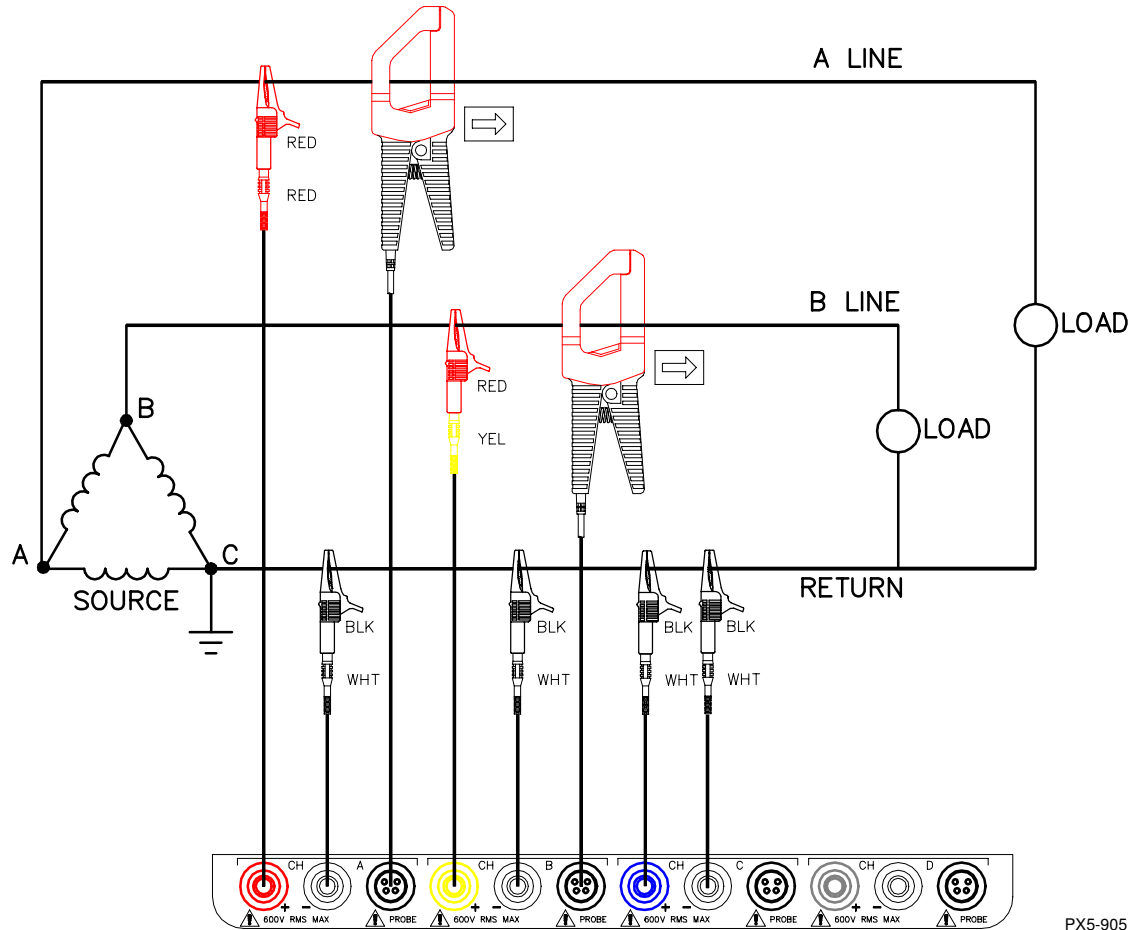 A LINE
RED
RED
B LINE
LOAD
RED
B
LOAD
YEL
A
C
SOURCE
RETURN
BLK
BLK
BLK
BLK
WHT
WHT
WHT
WHT
CH A
CH B
CH C
CH D
+ - + - + - + -
600V RMS MAX PROBE 600V RMS MAX PROBE 600V RMS MAX PROBE 600V RMS MAX PROBE
PX5-905